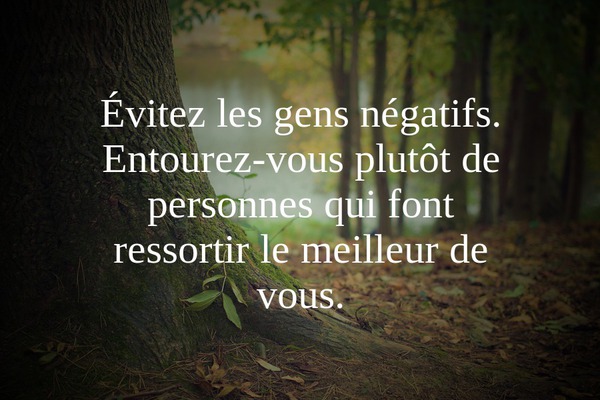 Évitez les gens négatifs.
Entourez-vous plutôt de
personnes qui font
ressortir le meilleur de
vous.